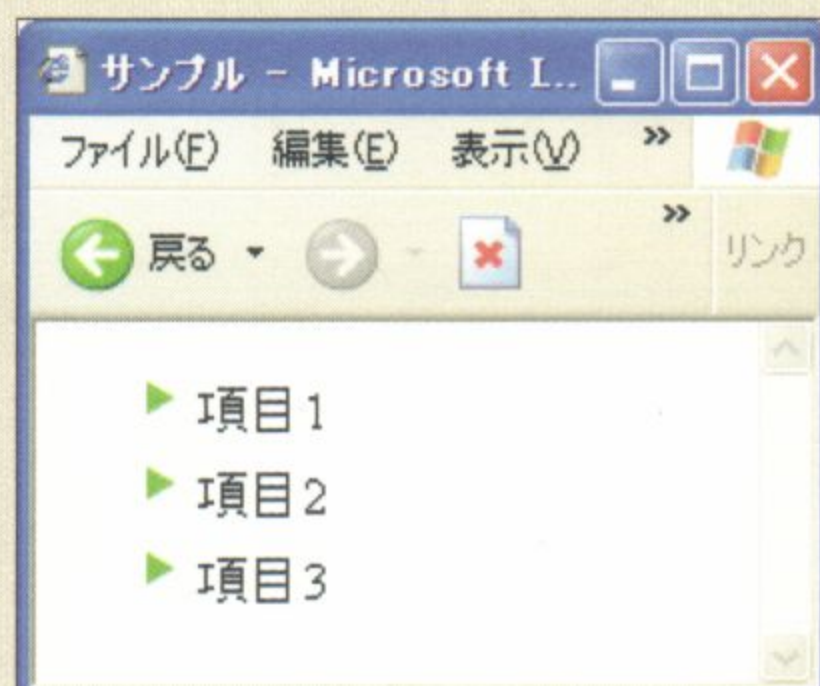 サンプル - Microsoft I..
ファイル(F) 編集(E) 表示(V) »
戻る » リンク
項目1
項目2
項目3